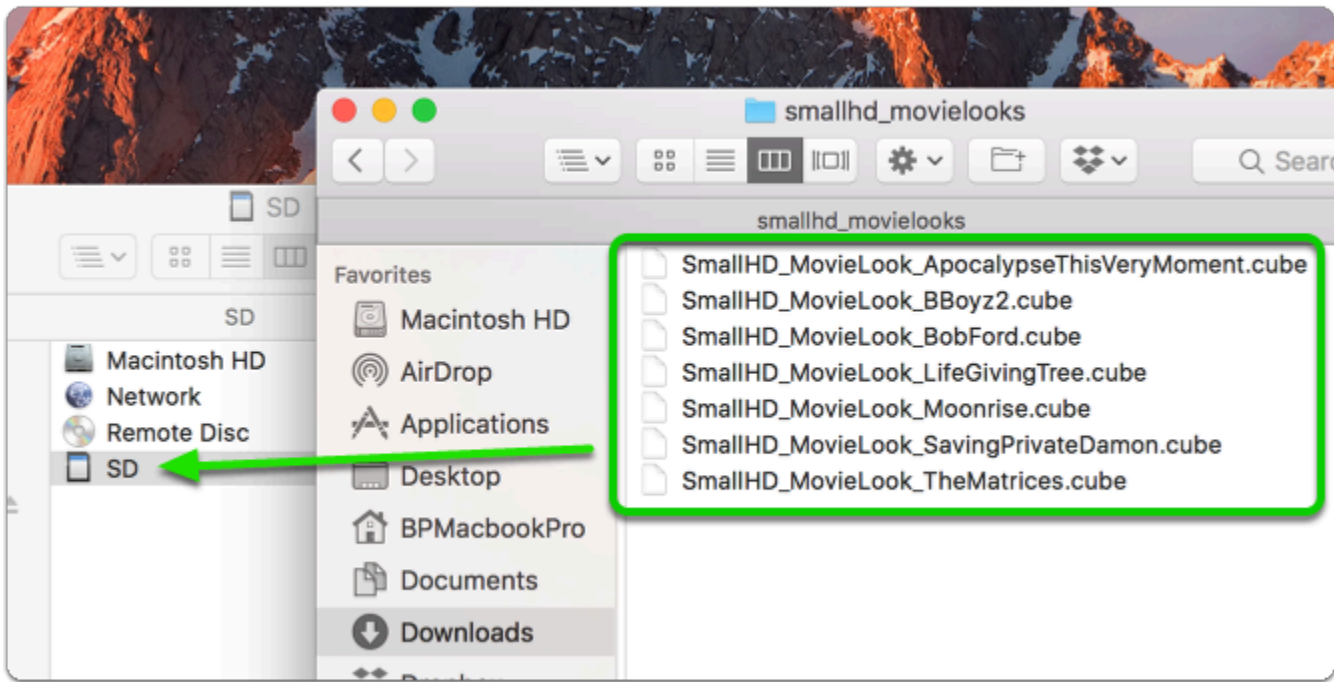 smallhd_movielooks
Sear
smallhd_movielooks
SD
SD
Macintosh HD
Network
Remote Disc
SD
Favorites
Macintosh HD
AirDrop
Applications
Desktop
BPMacbookPro
Documents
Downloads
SmallHD_MovieLook_ApocalypseThisVeryMoment.cube
SmallHD_MovieLook_BBoyz2.cube
SmallHD_MovieLook_BobFord.cube
SmallHD_MovieLook_LifeGivingTree.cube
SmallHD_MovieLook_Moonrise.cube
SmallHD_MovieLook_SavingPrivateDamon.cube
SmallHD_MovieLook_TheMatrices.cube